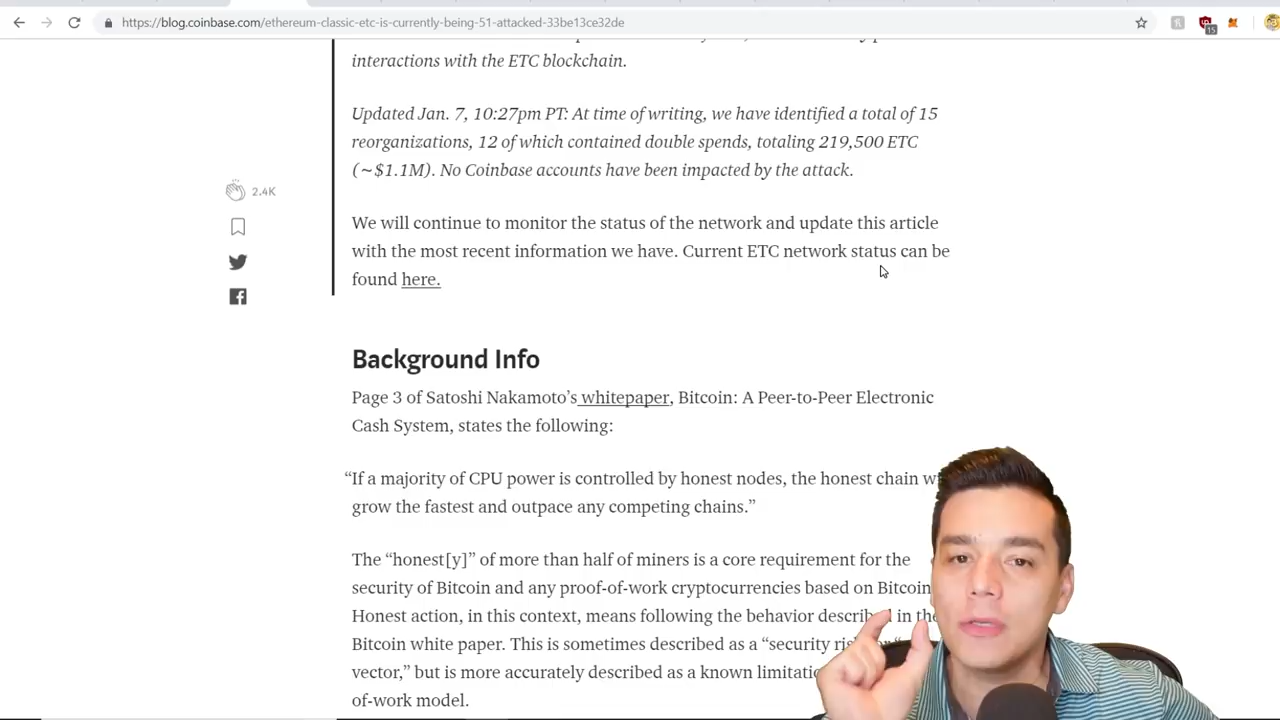 https://blog.coinbase.com/ethereum-classic-etc-is-currently-being-51-attacked-33be13ce32de
15
interactions with the ETC blockchain.
Updated Jan. 7, 10:27pm PT: At time of writing, we have identified a total of 15
reorganizations, 12 of which contained double spends, totaling 219,500 ETC
(~$1.1M). No Coinbase accounts have been impacted by the attack.
2.4K
We will continue to monitor the status of the network and update this article
with the most recent information we have. Current ETC network status can be
found here.
Background Info
Page 3 of Satoshi Nakamoto’s whitepaper, Bitcoin: A Peer-to-Peer Electronic
Cash System, states the following:
“If a majority of CPU power is controlled by honest nodes, the honest chain
grow the fastest and outpace any competing chains.”
The “honest[y]” of more than half of miners is a core requirement for the
security of Bitcoin and any proof-of-work cryptocurrencies based on Bitcoin
Honest action, in this context, means following the behavior described in the
Bitcoin white paper. This is sometimes described as a “security
vector,” but is more accurately described as a known
of-work model.